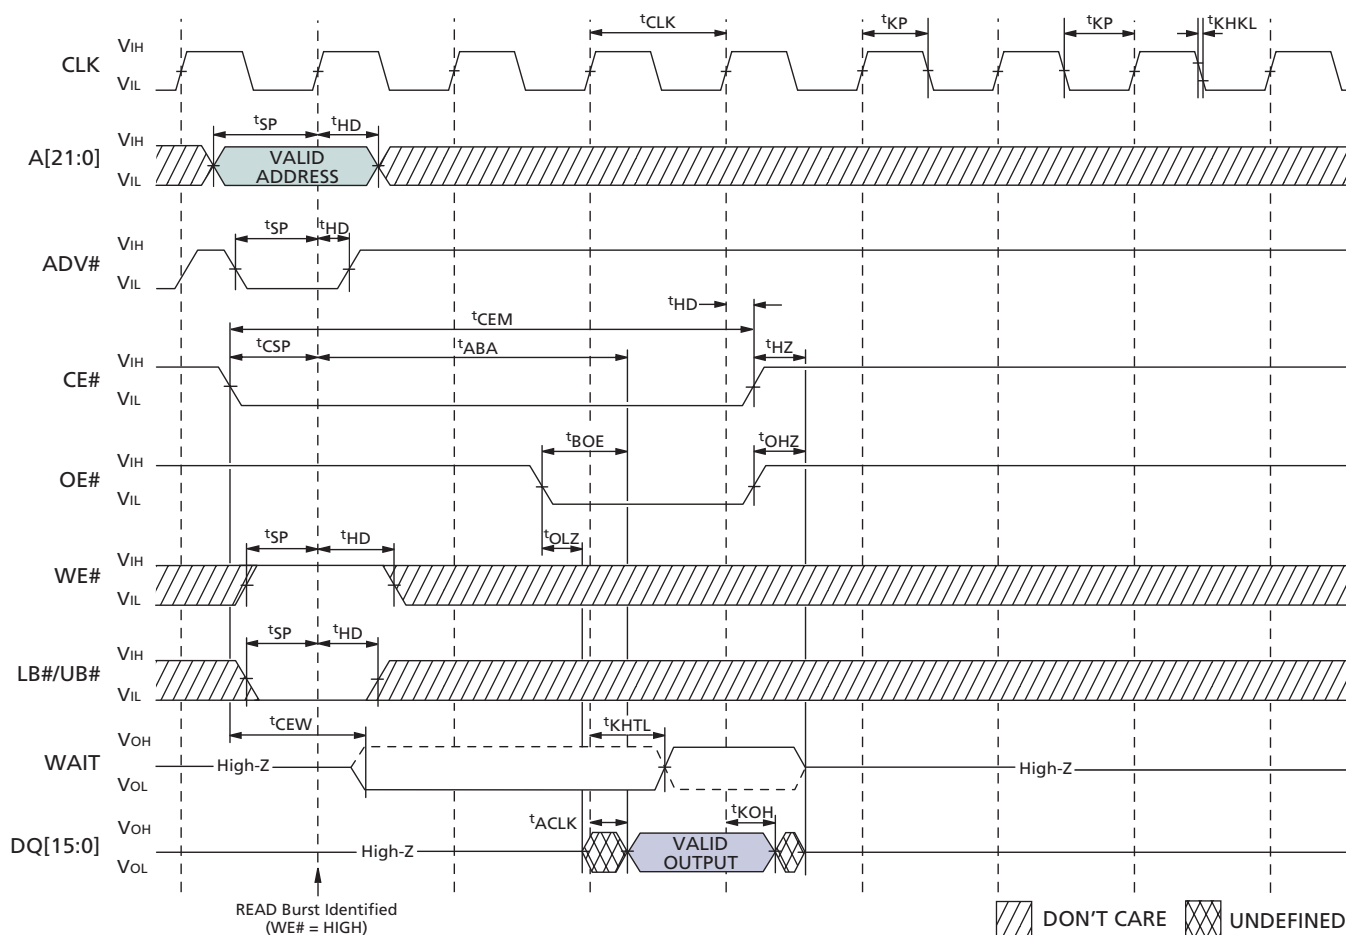 tCLK
tKP
tKP
tKHKL
CLK
VIH
VIL
tSP
tHD
A[21:0]
VIH
VIL
VALID
ADDRESS
tSP
tHD
ADV#
VIH
VIL
tHD
tCEM
tCSP
tABA
tHZ
CE#
VIH
VIL
tBOE
tOHZ
OE#
VIH
VIL
tOLZ
tSP
tHD
WE#
VIH
VIL
tSP
tHD
LB#/UB#
VIH
VIL
tCEW
tKHTL
WAIT
VOH
VOL
High-Z
High-Z
tACLK
tKOH
DQ[15:0]
VOH
VOL
High-Z
VALID
OUTPUT
READ Burst Identified
(WE# = HIGH)
DON'T CARE
UNDEFINED